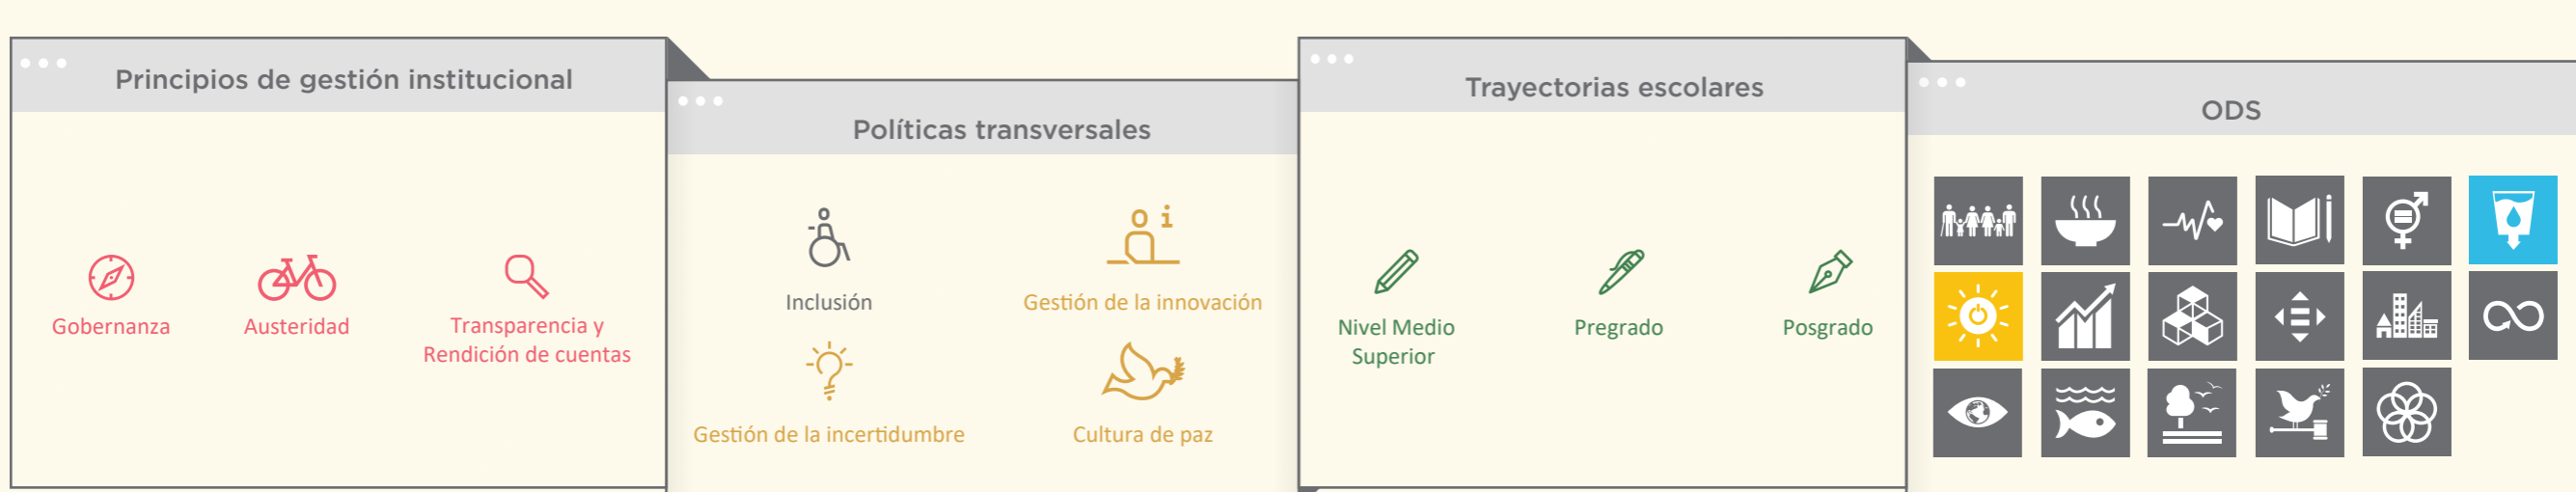 Principios de gestión institucional
Gobernanza
Austeridad
Transparencia y
Rendición de cuentas
Políticas transversales
Inclusión
Gestión de la innovación
Gestión de la incertidumbre
Cultura de paz
Trayectorias escolares
Nivel Medio
Superior
Pregrado
Posgrado
ODS